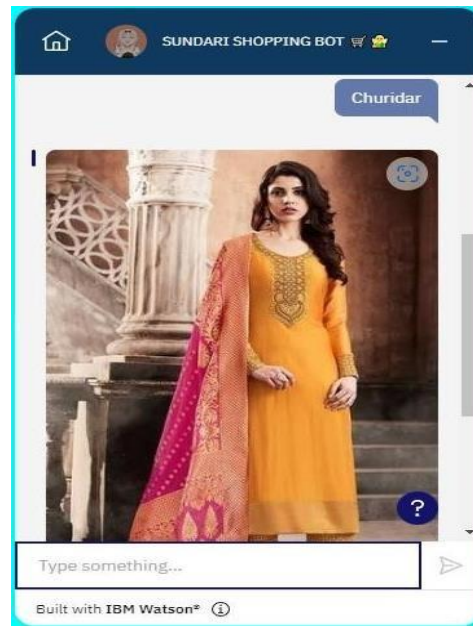 SUNDARI SHOPPING BOT
Churidar
?
Type something...
Built with IBM Watson®